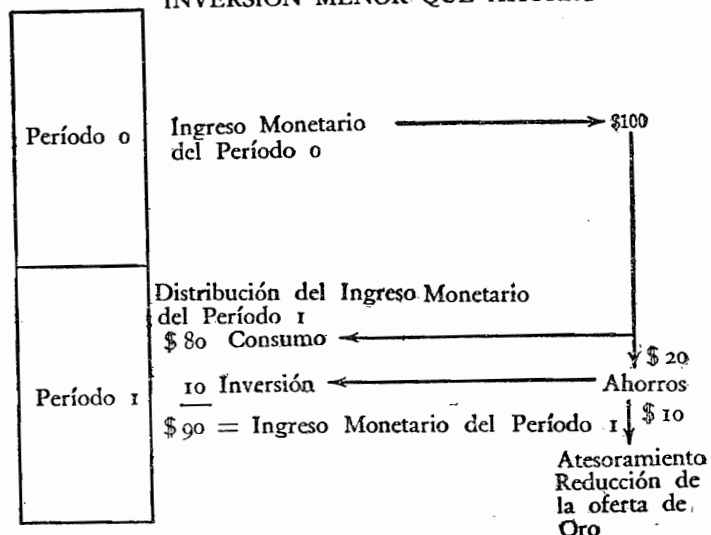 INVERSIÓN MENOR QUE AHORRO
Período 0
Ingreso Monetario
del Período 0
$100
Período 1
Distribución del Ingreso Monetario
del Período 1
$ 80 Consumo
$ 20
10 Inversión
Ahorros
$ 90 = Ingreso Monetario del Período 1
$ 10
Atesoramiento
Reducción de
la oferta de
Oro